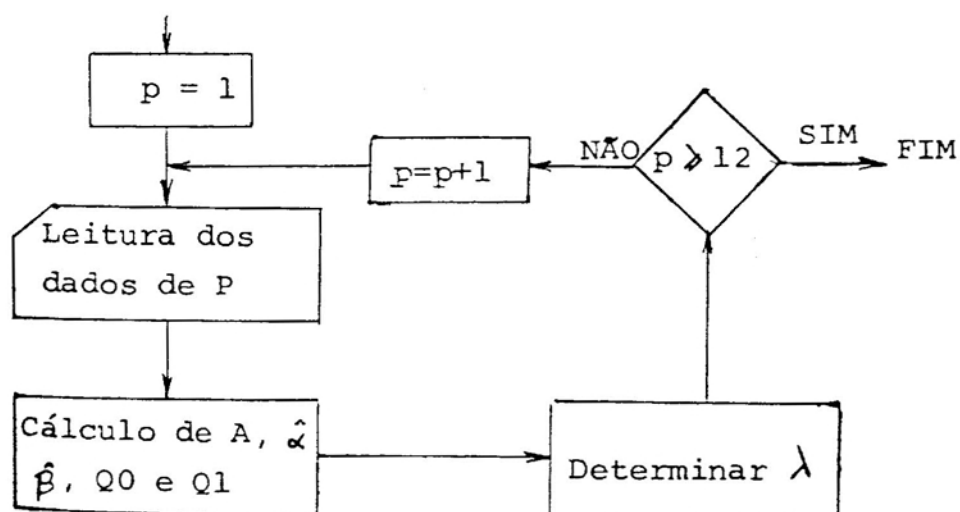 p = 1
Leitura dos
dados de P
Cálculo de A, α̂
β̂, Q0 e Q1
Determinar λ
p ⩾ 12
NÃO
p=p+1
SIM
FIM